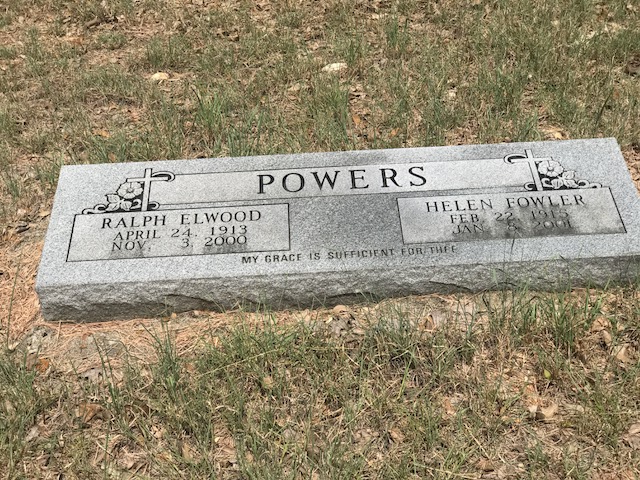 POWERS
RALPH ELWOOD
APRIL 24, 1913
NOV. 3, 2000
HELEN FOWLER
FEB 22, 1915
JAN. 2001
MY GRACE IS SUFFICIENT FOR THEE